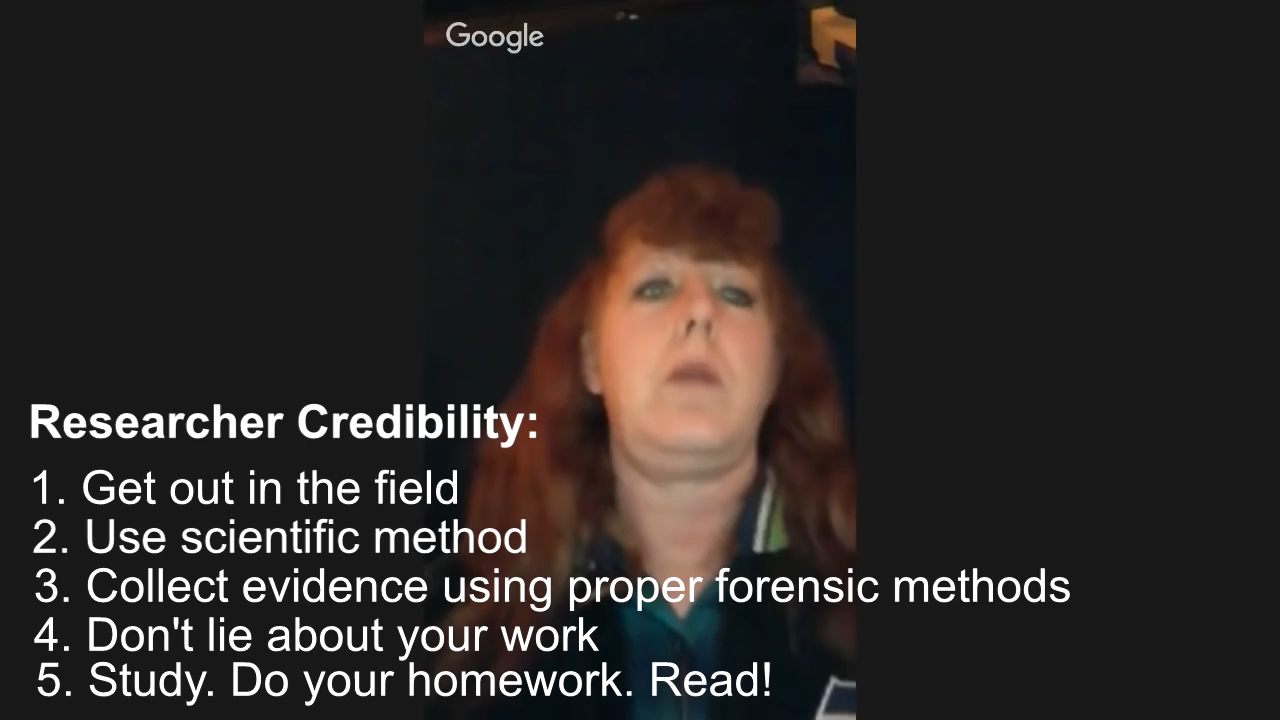 Google
Researcher Credibility:
1. Get out in the field
2. Use scientific method
3. Collect evidence using proper forensic methods
4. Don't lie about your work
5. Study. Do your homework. Read!